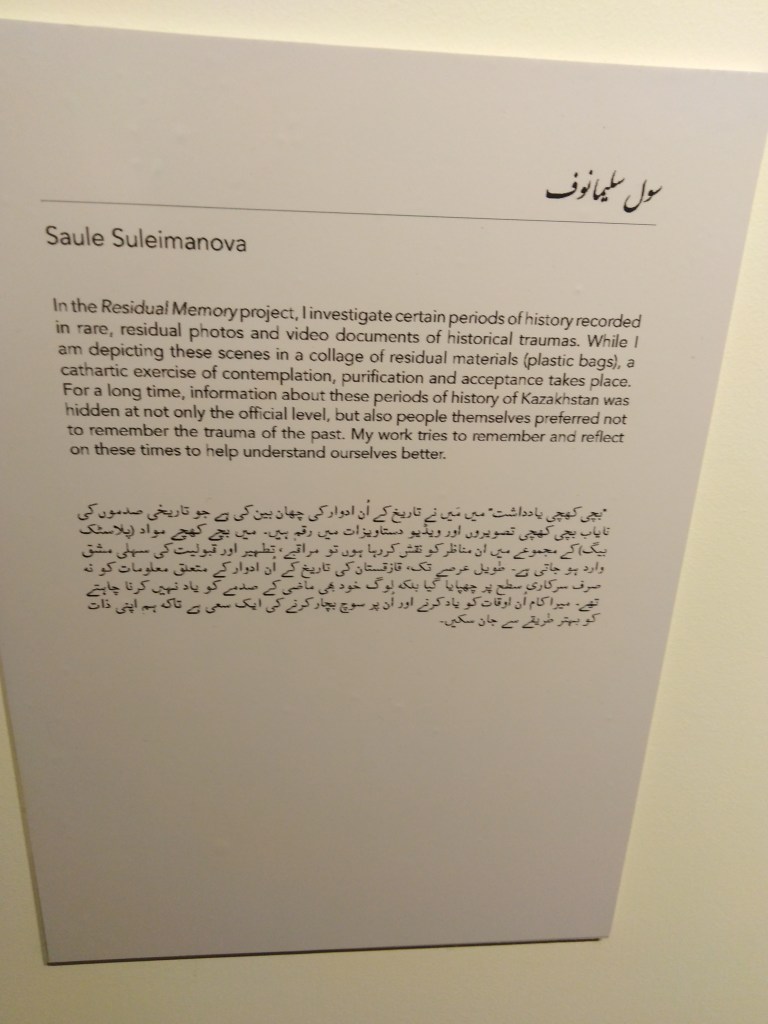 سول سلیمانوف
Saule Suleimanova
In the Residual Memory project, I investigate certain periods of history recorded
in rare, residual photos and video documents of historical traumas. While I
am depicting these scenes in a collage of residual materials (plastic bags), a
cathartic exercise of contemplation, purification and acceptance takes place.
For a long time, information about these periods of history of Kazakhstan was
hidden at not only the official level, but also people themselves preferred not
to remember the trauma of the past. My work tries to remember and reflect
on these times to help understand ourselves better.
"بچی کھچی یادداشت" میں مَیں نے تاریخ کے اُن ادوار کی چھان بین کی ہے جو تاریخی صدموں کی
نایاب بچی کھچی تصویروں اور ویڈیو دستاویزات میں رقم ہیں۔ میں بچے کھچے مواد (پلاسٹک
بیگ) کے مجموعے میں ان مناظر کو نقش کررہا ہوں تو مراقبے، تطہیر اور قبولیت کی سہلی مشق
وارد ہو جاتی ہے۔ طویل عرصے تک، قازقستان کی تاریخ کے اُن ادوار کے متعلق معلومات کو نہ
صرف سرکاری سطح پر چھپایا گیا بلکہ لوگ خود بھی ماضی کے صدمے کو یاد نہیں کرنا چاہتے
تھے۔ میرا کام اُن اوقات کو یاد کرنے اور اُن پر سوچ بچار کرنے کی ایک سعی ہے تاکہ ہم اپنی ذات
کو بہتر طریقے سے جان سکیں۔